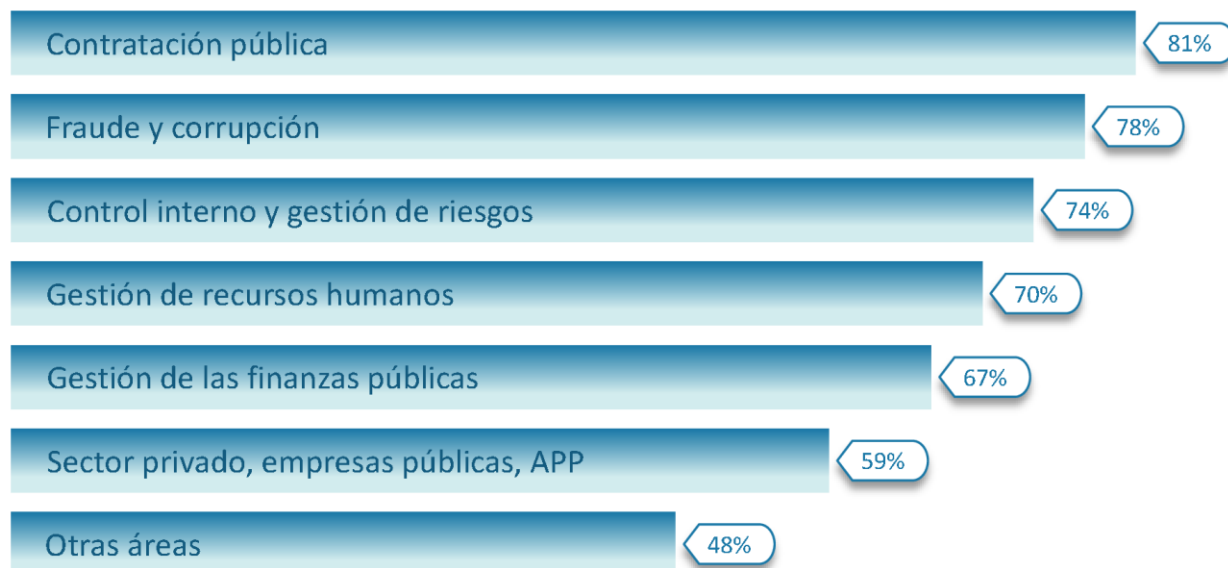 Contratación pública 81%
Fraude y corrupción 78%
Control interno y gestión de riesgos 74%
Gestión de recursos humanos 70%
Gestión de las finanzas públicas 67%
Sector privado, empresas públicas, APP 59%
Otras áreas 48%